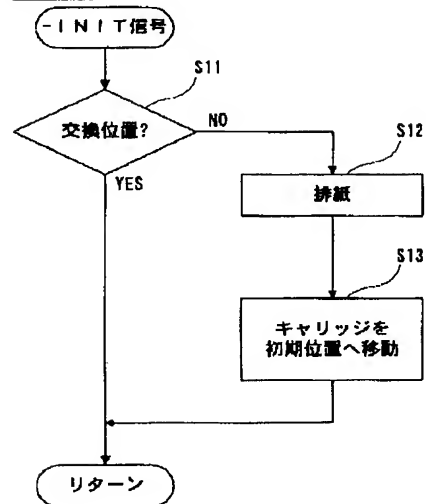 -INIT信号
S11
交換位置?
NO
YES
S12
排紙
S13
キャリッジを
初期位置へ移動
リターン